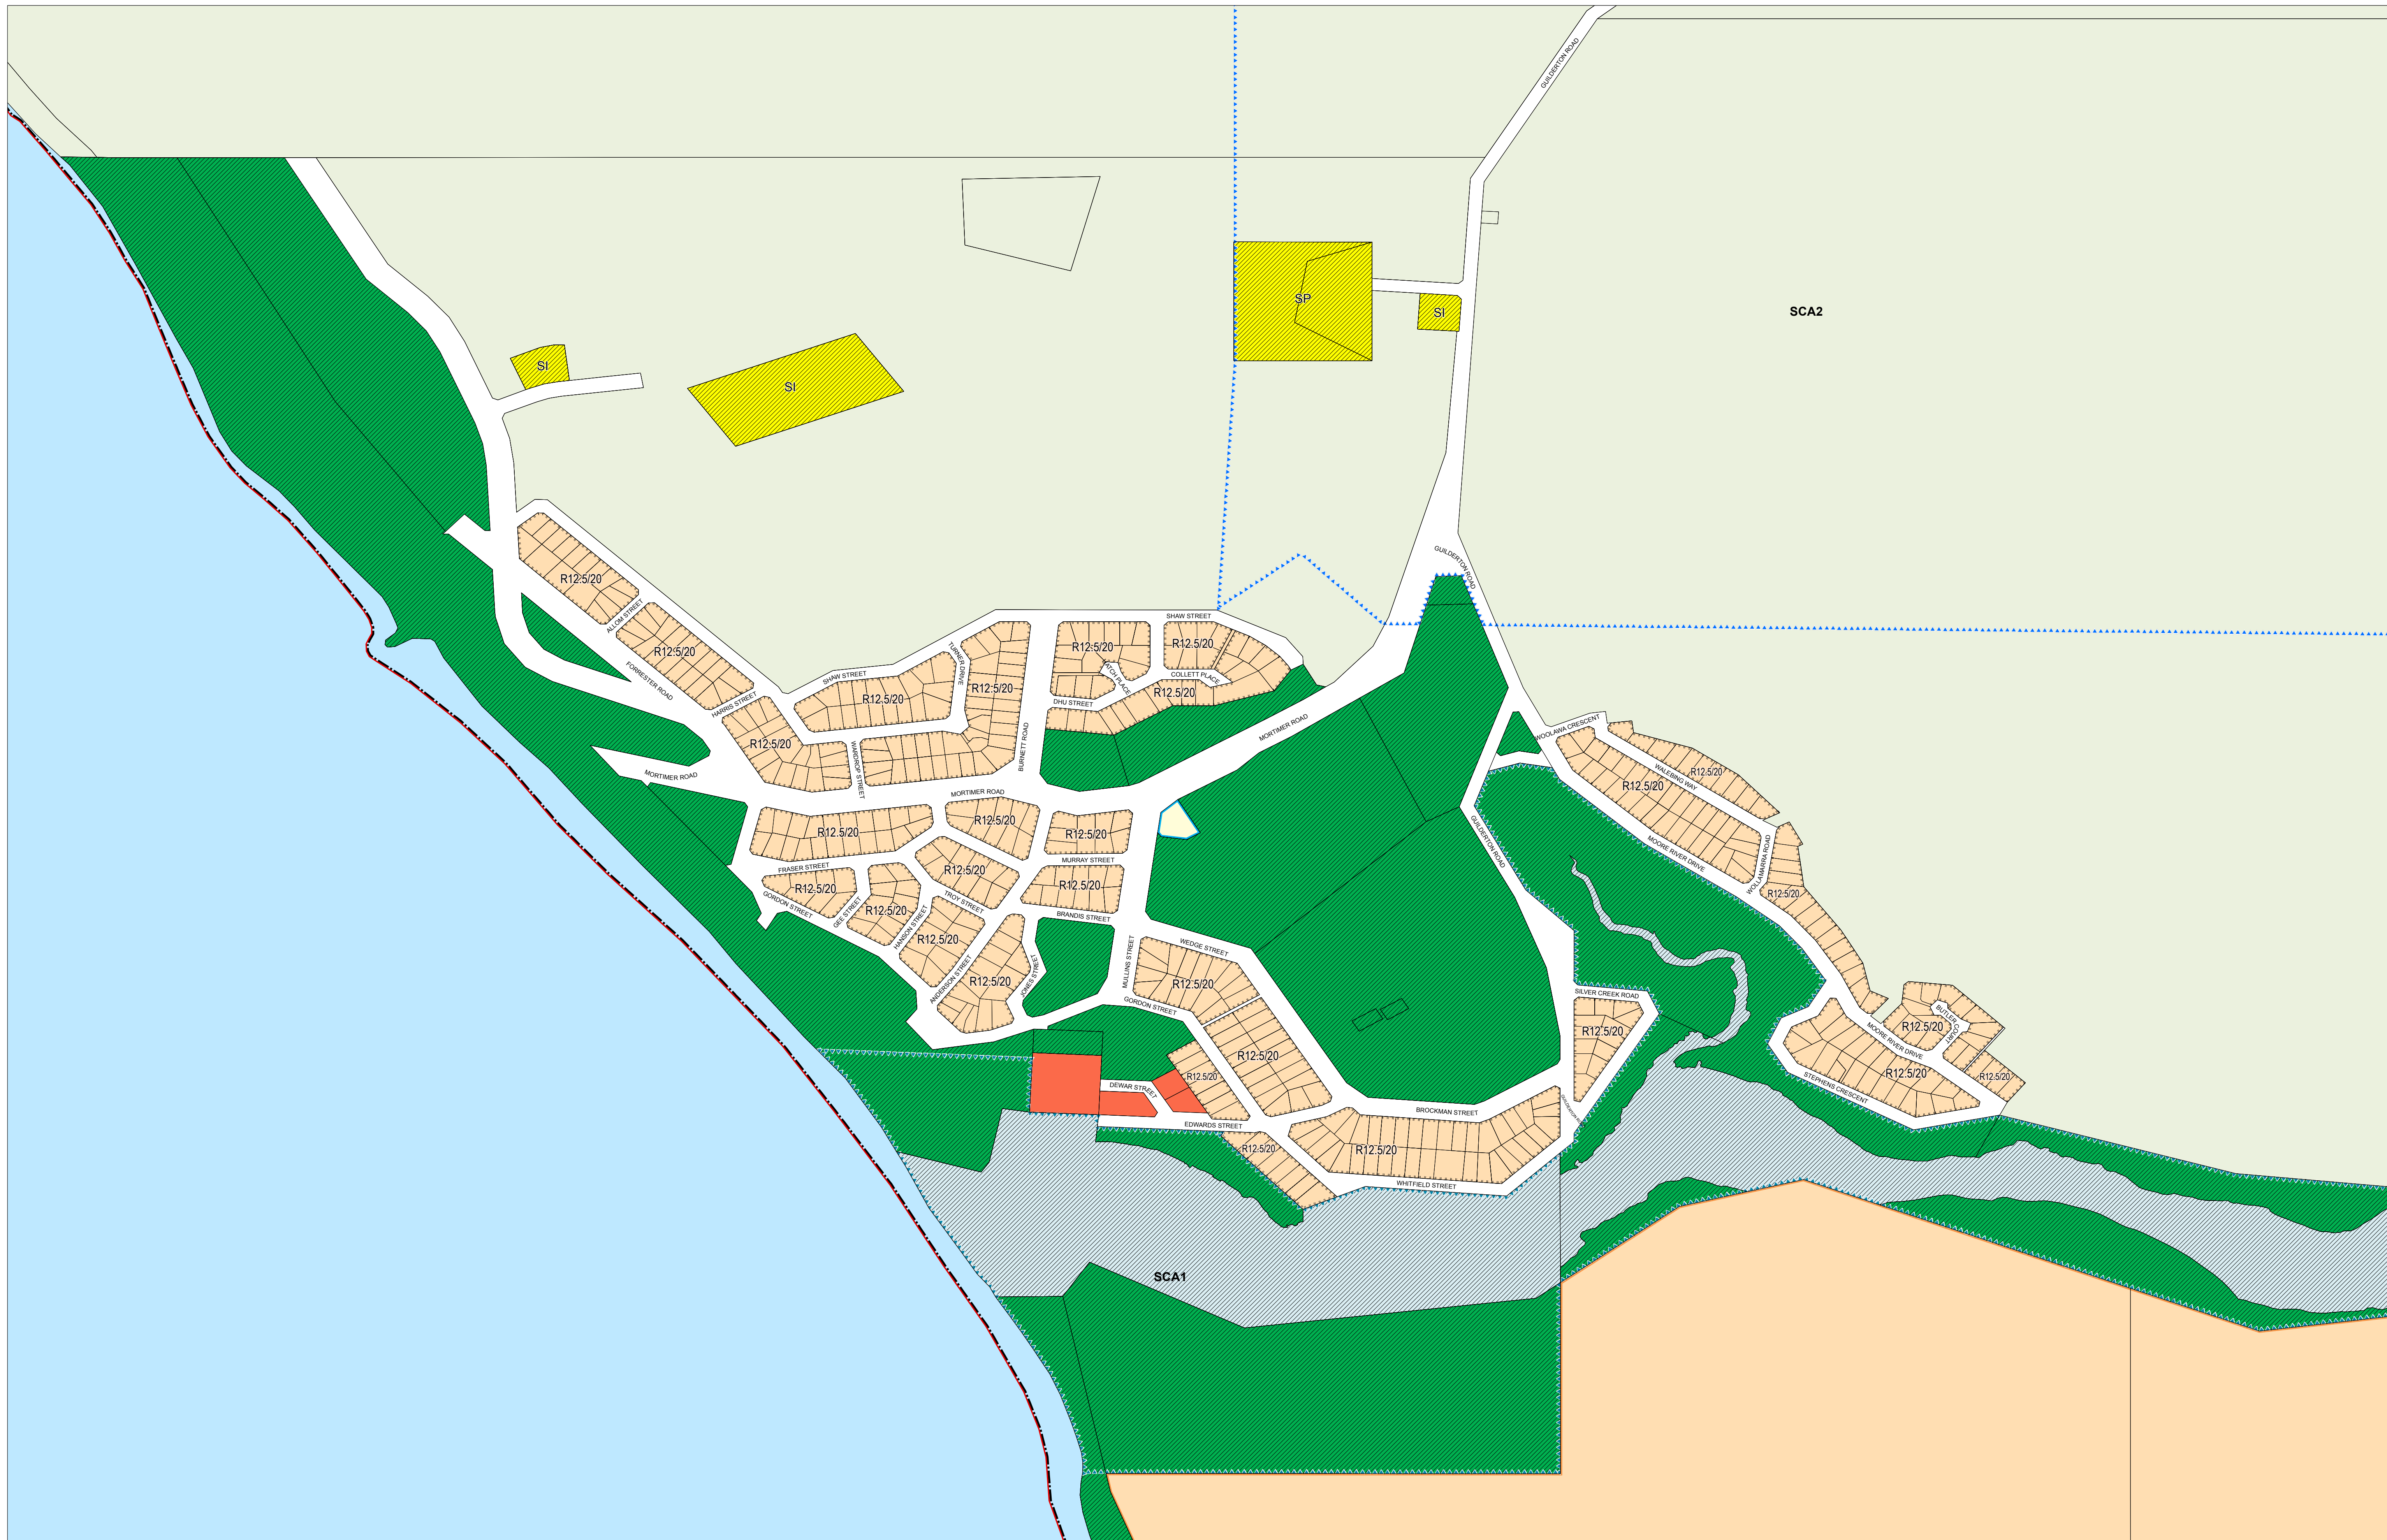 GUILDERTON ROAD
SCA2
SP
SI
SI
SI
GUILDERTON ROAD
R12.5/20
ALLOM STREET
R12.5/20
FORRESTER ROAD
HARRIS STREET
SHAW STREET
R12.5/20
R12.5/20
PLACE
COLLETT PLACE
R12.5/20
DHU STREET
TURNER DRIVE
R12.5/20
SHAW STREET
R12.5/20
R12.5/20
WARDROP STREET
BURNETT ROAD
MORTIMER ROAD
MORTIMER ROAD
MORTIMER ROAD
WOOLAWA CRESCENT
R12.5/20
WALEBING WAY
R12.5/20
MOORE RIVER DRIVE
WOLLAMARRA ROAD
R12.5/20
GUILDERTON ROAD
R12.5/20
R12.5/20
R12.5/20
MURRAY STREET
FRASER STREET
R12.5/20
R12.5/20
R12.5/20
GORDON STREET
GEE STREET
R12.5/20
HANSON STREET
TROY STREET
BRANDIS STREET
R12.5/20
ANDERSON STREET
R12.5/20
JONES STREET
MULLINS STREET
WEDGE STREET
R12.5/20
GORDON STREET
R12.5/20
SILVER CREEK ROAD
R12.5/20
BUTLER COURT
R12.5/20
MOORE RIVER DRIVE
R12.5/20
R12.5/20
STEPHENS CRESCENT
R12.5/20
DEWAR STREET
EDWARDS STREET
BROCKMAN STREET
R12.5/20
R12.5/20
WHITFIELD STREET
SCA1